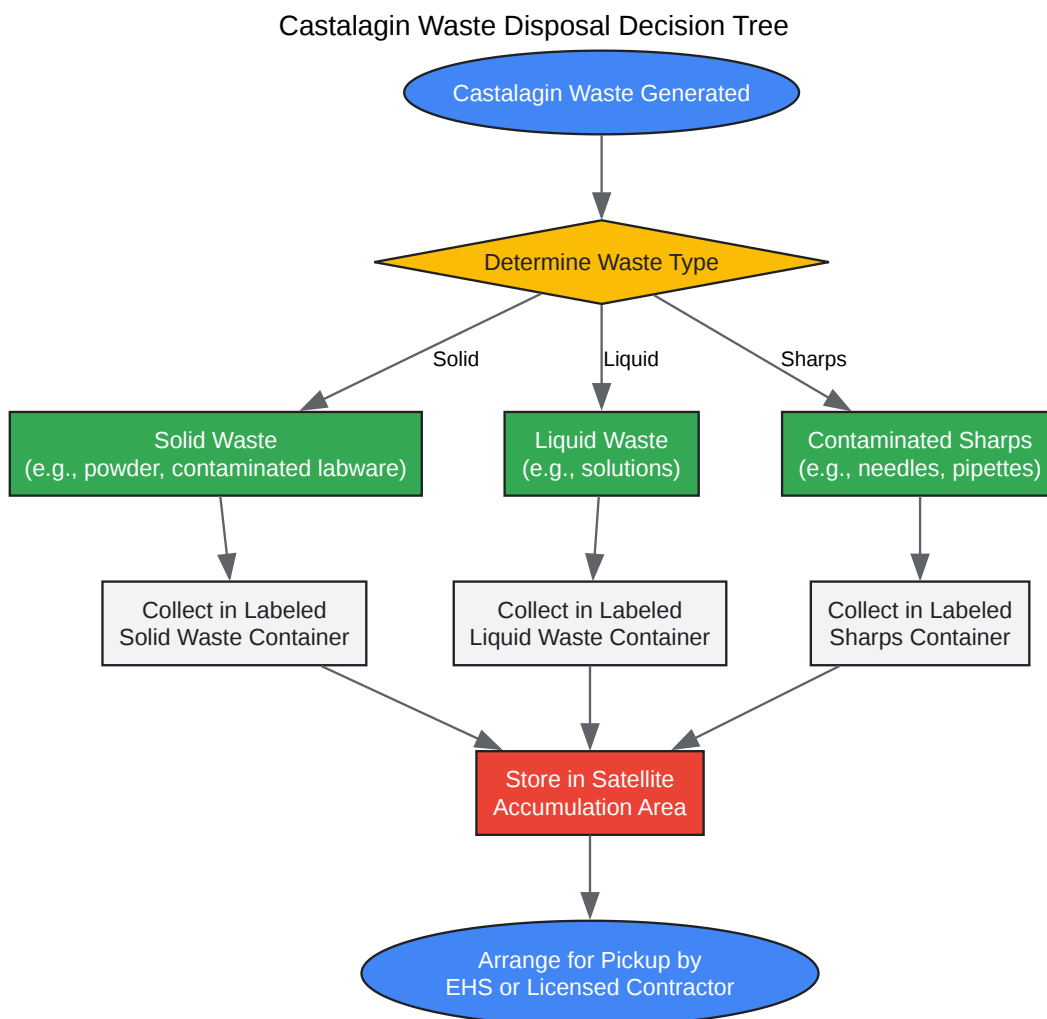 Castalagin Waste Disposal Decision Tree
Castalagin Waste Generated
Determine Waste Type
Solid
Liquid
Sharps
Solid Waste
(e.g., powder, contaminated labware)
Liquid Waste
(e.g., solutions)
Contaminated Sharps
(e.g., needles, pipettes)
Collect in Labeled
Solid Waste Container
Collect in Labeled
Liquid Waste Container
Collect in Labeled
Sharps Container
Store in Satellite
Accumulation Area
Arrange for Pickup by
EHS or Licensed Contractor